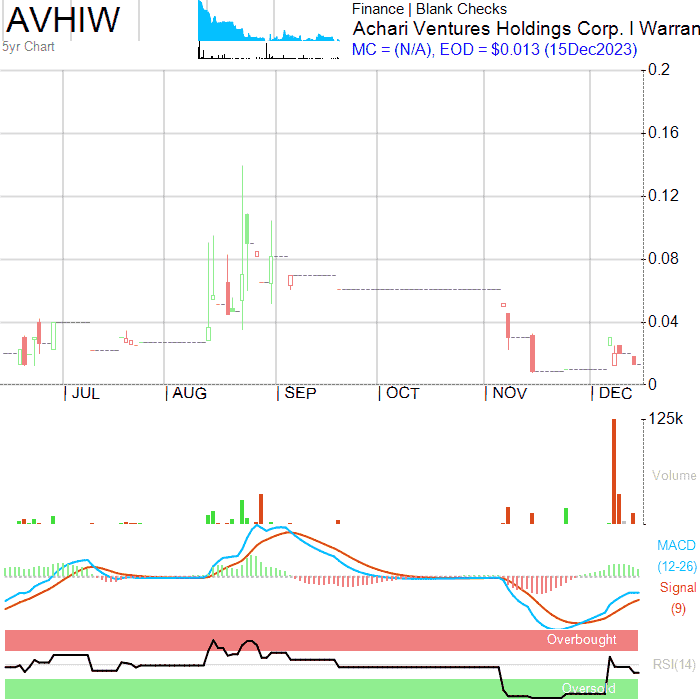 AVHIW
5yr Chart
Finance | Blank Checks
Achari Ventures Holdings Corp. I Warran
MC = (N/A), EOD = $0.013 (15Dec2023)
0.2
0.16
0.12
0.08
0.04
0
JUL AUG SEP OCT NOV DEC
125k
Volume
MACD
(12-26)
Signal
(9)
Overbought
RSI(14)
Oversold